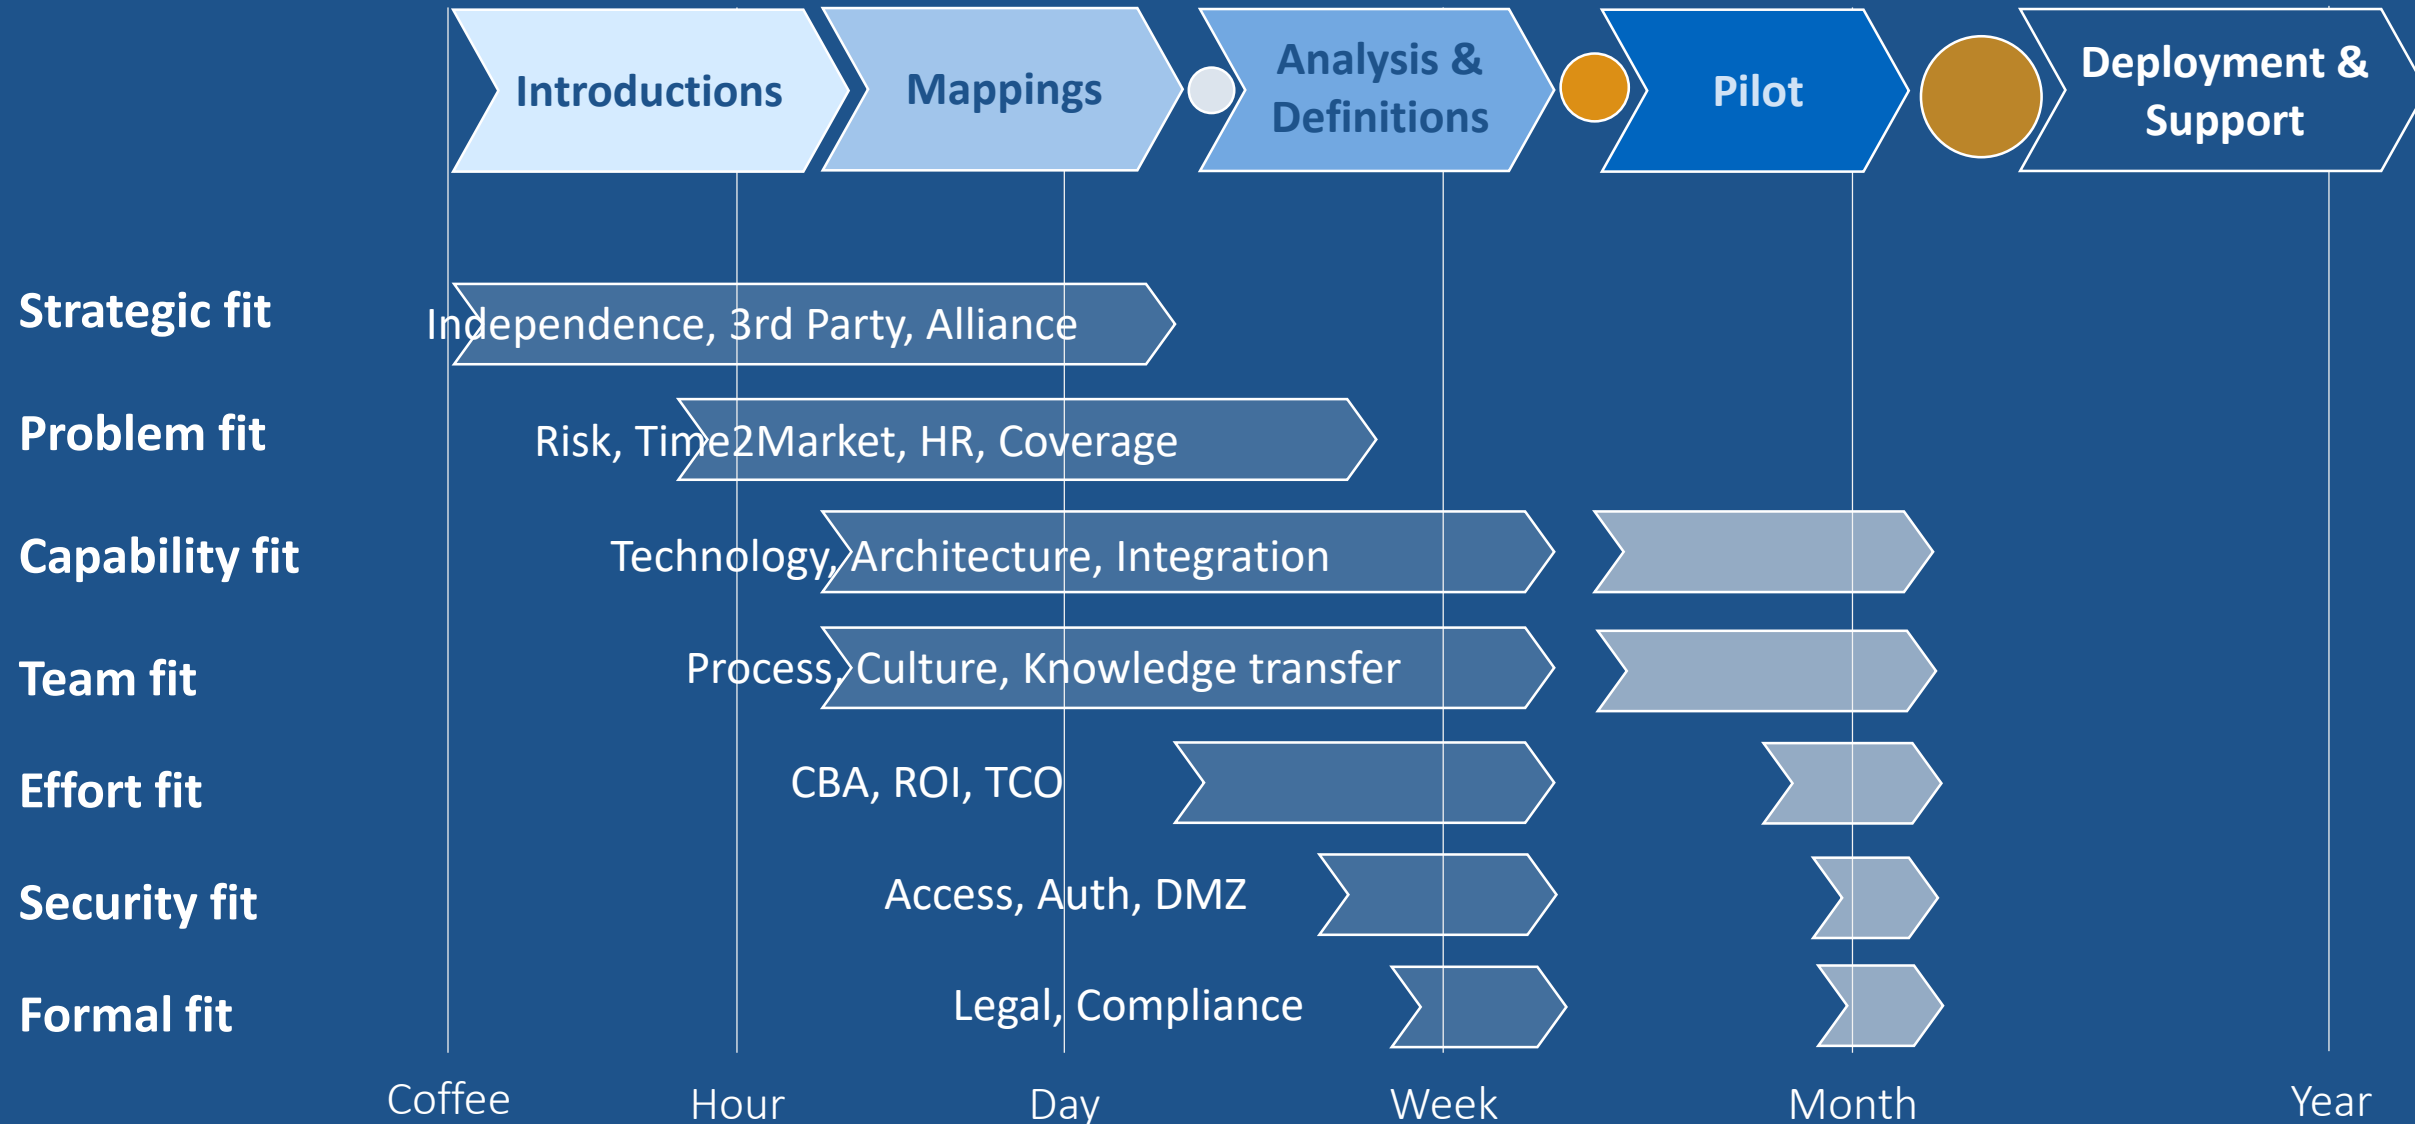 Introductions
Mappings
Analysis &
Definitions
Pilot
Deployment &
Support
Strategic fit
Independence, 3rd Party, Alliance
Problem fit
Risk, Time2Market, HR, Coverage
Capability fit
Technology, Architecture, Integration
Team fit
Process, Culture, Knowledge transfer
Effort fit
CBA, ROI, TCO
Security fit
Access, Auth, DMZ
Formal fit
Legal, Compliance
Coffee
Hour
Day
Week
Month
Year